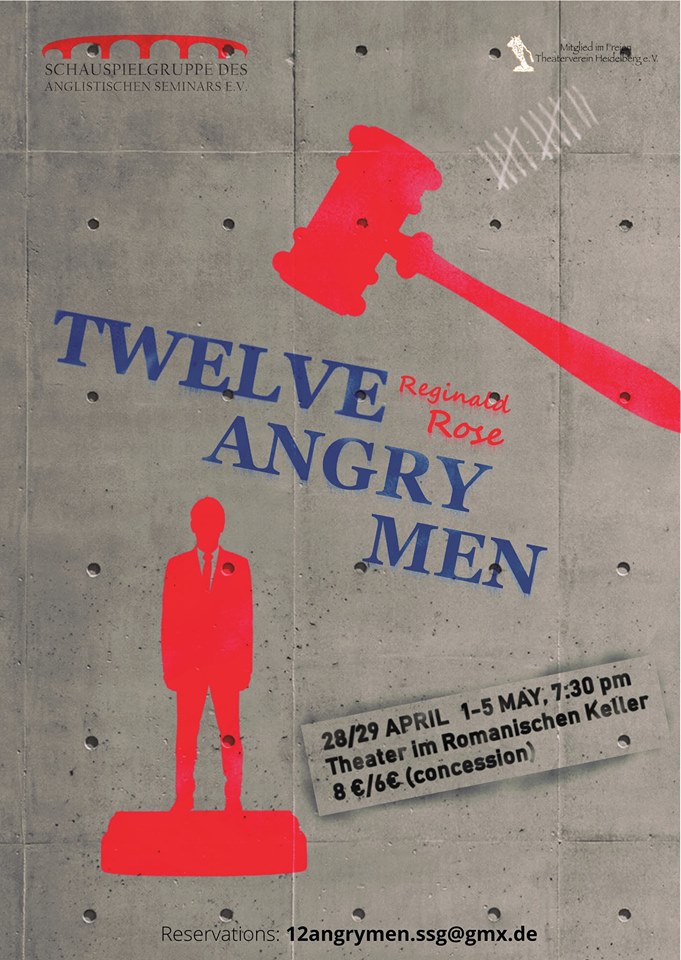 SCHAUSPIELGRUPPE DES
ANGLISTISCHEN SEMINARS E.V.
Mitglied im Freien
Theaterverein Heidelberg e.V.
TWELVE
Reginald
Rose
ANGRY
MEN
28/29 APRIL 1-5 MAY, 7:30 pm
Theater im Romanischen Keller
8 €/6€ (concession)
Reservations: 12angrymen.ssg@gmx.de